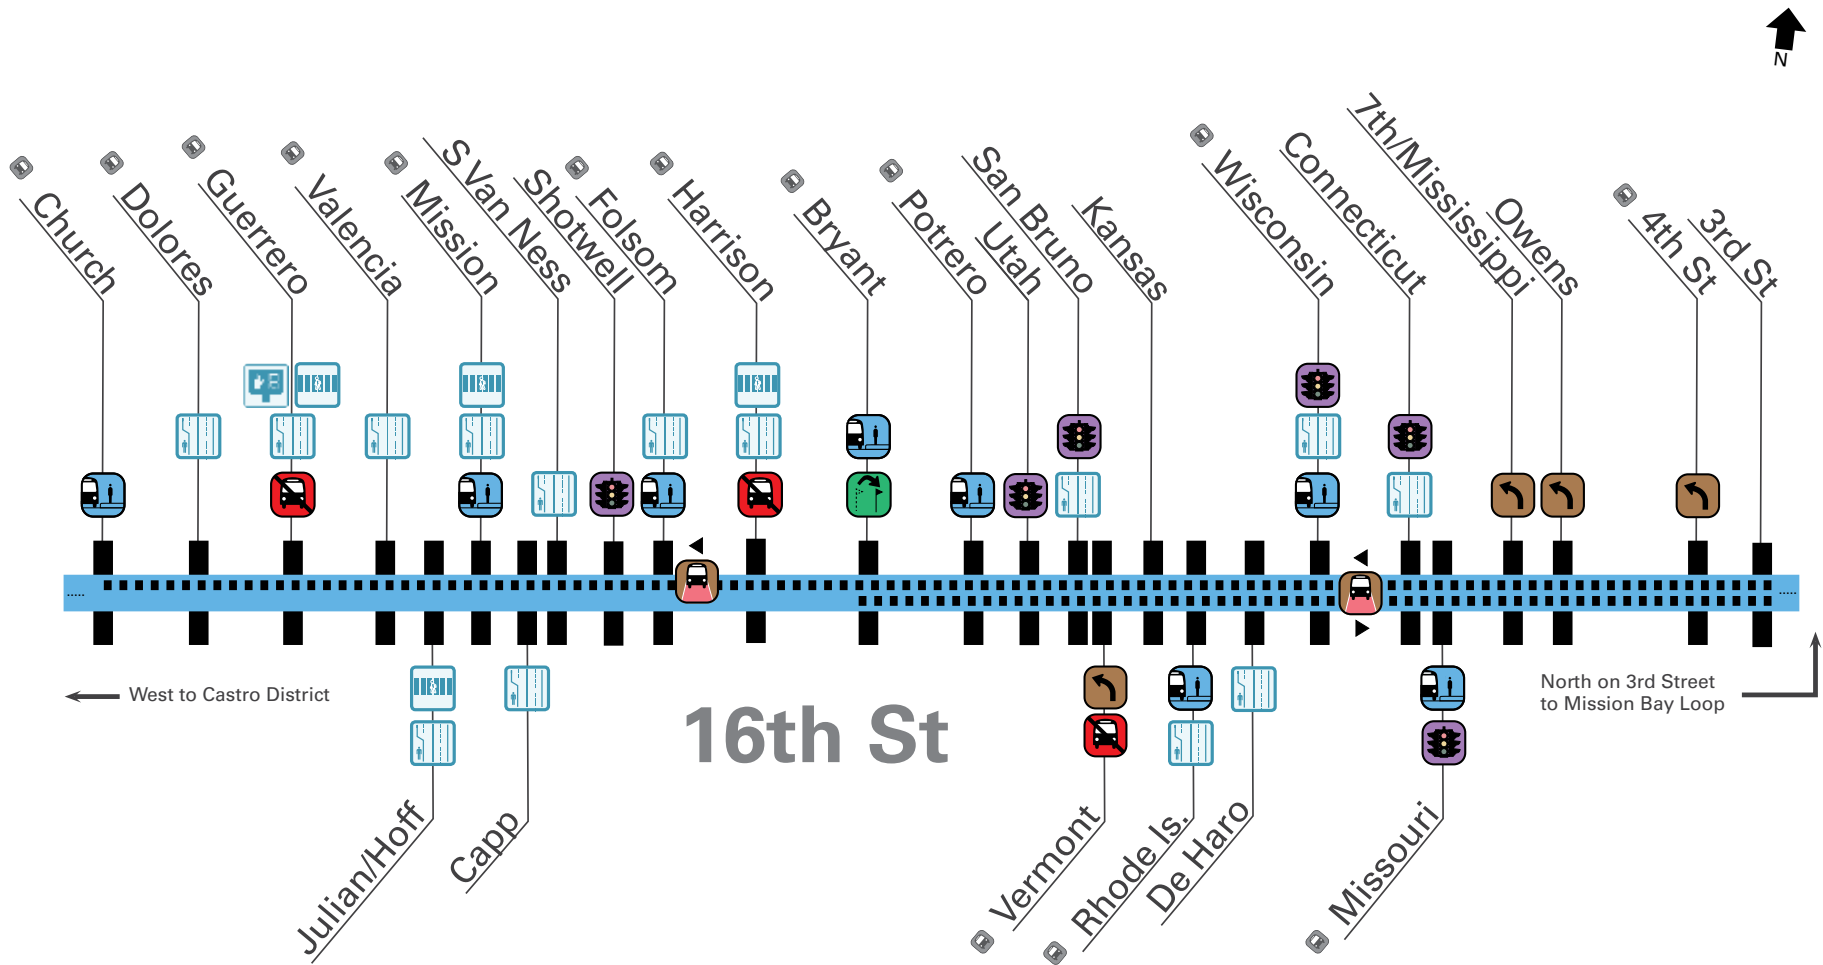 N
Church
Dolores
Guerrero
Valencia
Mission
S Van Ness
Shotwell
Folsom
Harrison
Bryant
Potrero
Utah
San Bruno
Kansas
Wisconsin
Connecticut
7th/Mississippi
Owens
4th St
3rd St
West to Castro District
16th St
North on 3rd Street
to Mission Bay Loop
Julian/Hoff
Capp
Vermont
Rhode Is.
De Haro
Missouri